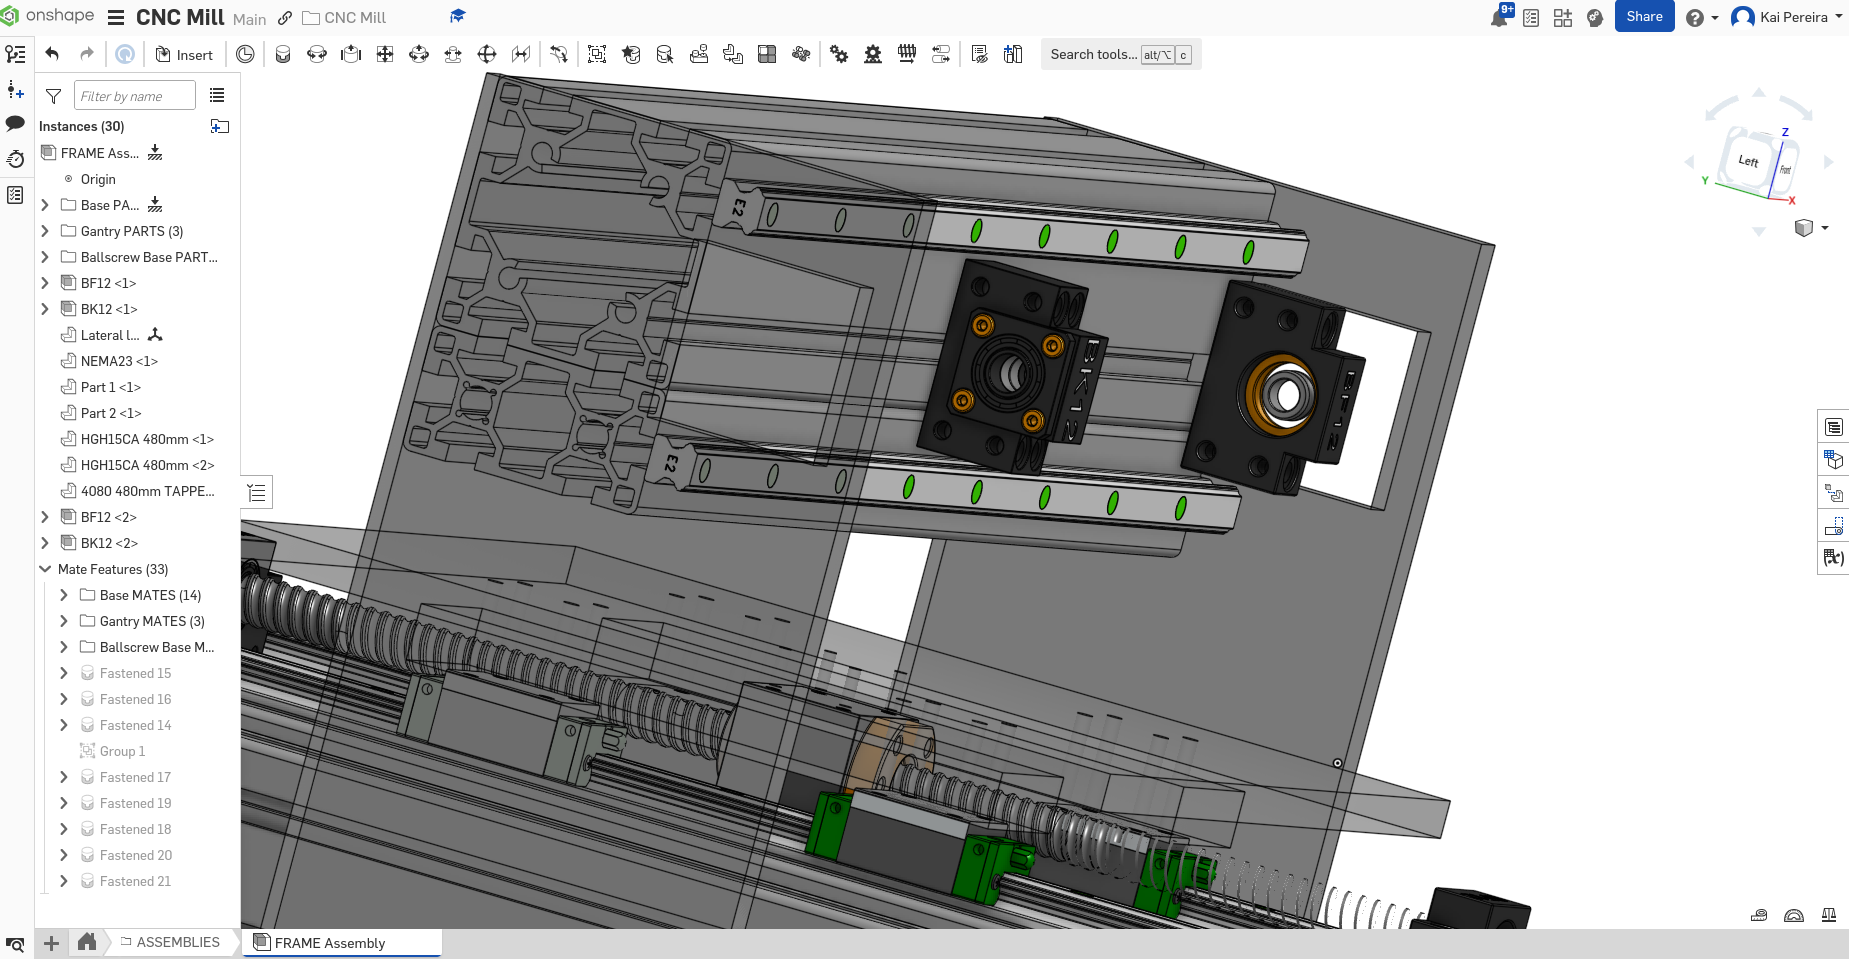 onshape CNC Mill Main CNC Mill 9+ Share Kai Pereira
Insert Search tools... alt/⌥ c
Filter by name
Instances (30)
FRAME Ass...
Origin
Base PA...
Gantry PARTS (3)
Ballscrew Base PART...
BF12 <1>
BK12 <1>
Lateral l...
NEMA23 <1>
Part 1 <1>
Part 2 <1>
HGH15CA 480mm <1>
HGH15CA 480mm <2>
4080 480mm TAPPE...
BF12 <2>
BK12 <2>
Mate Features (33)
Base MATES (14)
Gantry MATES (3)
Ballscrew Base M...
Fastened 15
Fastened 16
Fastened 14
Group 1
Fastened 17
Fastened 19
Fastened 18
Fastened 20
Fastened 21
E2
BK12
BF12
E2
Z
Left
Front
Y
X
ASSEMBLIES
FRAME Assembly